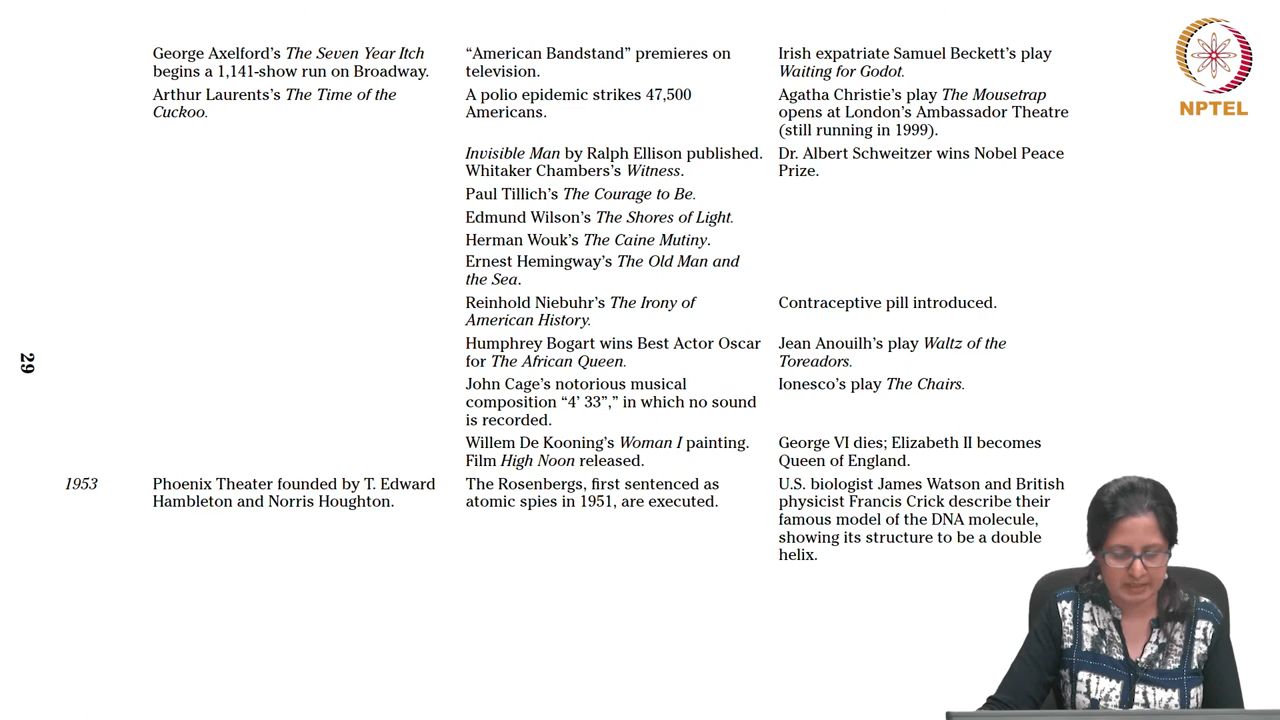 George Axelford’s The Seven Year Itch
begins a 1,141-show run on Broadway.
Arthur Laurents’s The Time of the
Cuckoo.
“American Bandstand” premieres on
television.
A polio epidemic strikes 47,500
Americans.
Invisible Man by Ralph Ellison published.
Whitaker Chambers’s Witness.
Paul Tillich’s The Courage to Be.
Edmund Wilson’s The Shores of Light.
Herman Wouk’s The Caine Mutiny.
Ernest Hemingway’s The Old Man and
the Sea.
Reinhold Niebuhr’s The Irony of
American History.
Humphrey Bogart wins Best Actor Oscar
for The African Queen.
John Cage’s notorious musical
composition “4’ 33”,” in which no sound
is recorded.
Willem De Kooning’s Woman I painting.
Film High Noon released.
Irish expatriate Samuel Beckett’s play
Waiting for Godot.
Agatha Christie’s play The Mousetrap
opens at London’s Ambassador Theatre
(still running in 1999).
Dr. Albert Schweitzer wins Nobel Peace
Prize.
Contraceptive pill introduced.
Jean Anouilh’s play Waltz of the
Toreadors.
Ionesco’s play The Chairs.
George VI dies; Elizabeth II becomes
Queen of England.
1953
Phoenix Theater founded by T. Edward
Hambleton and Norris Houghton.
The Rosenbergs, first sentenced as
atomic spies in 1951, are executed.
U.S. biologist James Watson and British
physicist Francis Crick describe their
famous model of the DNA molecule,
showing its structure to be a double
helix.
29
NPTEL